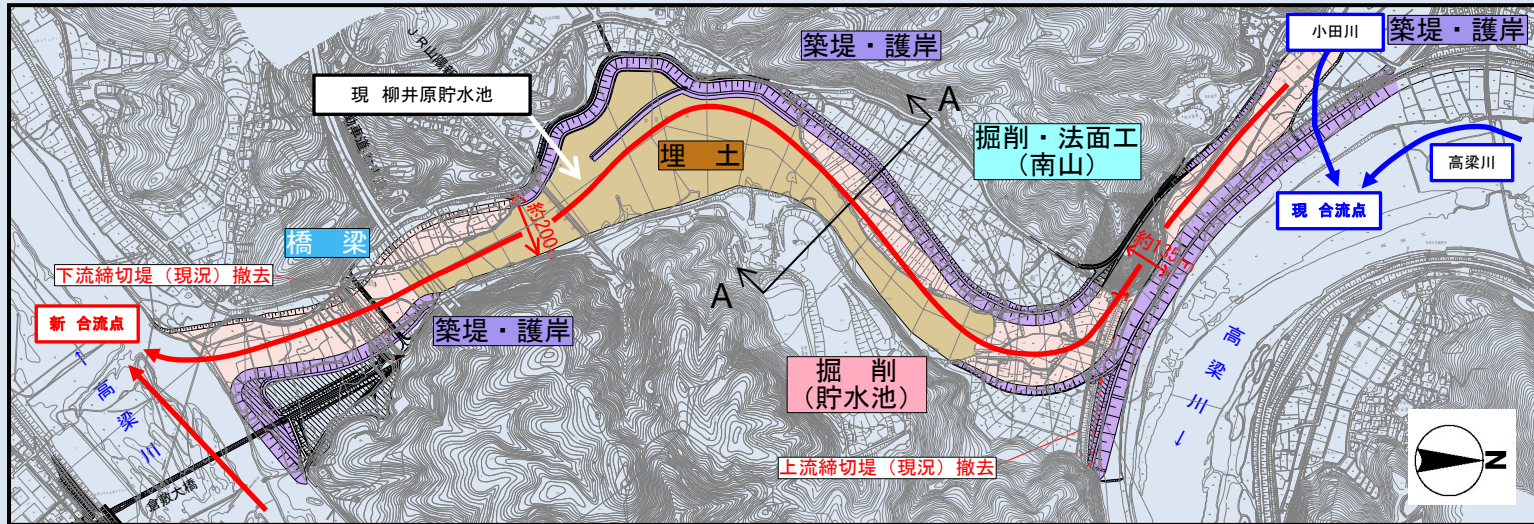 築堤・護岸
小田川
築堤・護岸
現 柳井原貯水池
A
掘削・法面工
(南山)
高梁川
現 合流点
埋 土
約200m
約135m
橋 梁
下流締切堤（現況）撤去
A
新 合流点
築堤・護岸
掘 削
(貯水池)
↑高梁川
高梁川↓
上流締切堤（現況）撤去
倉敷大橋
N